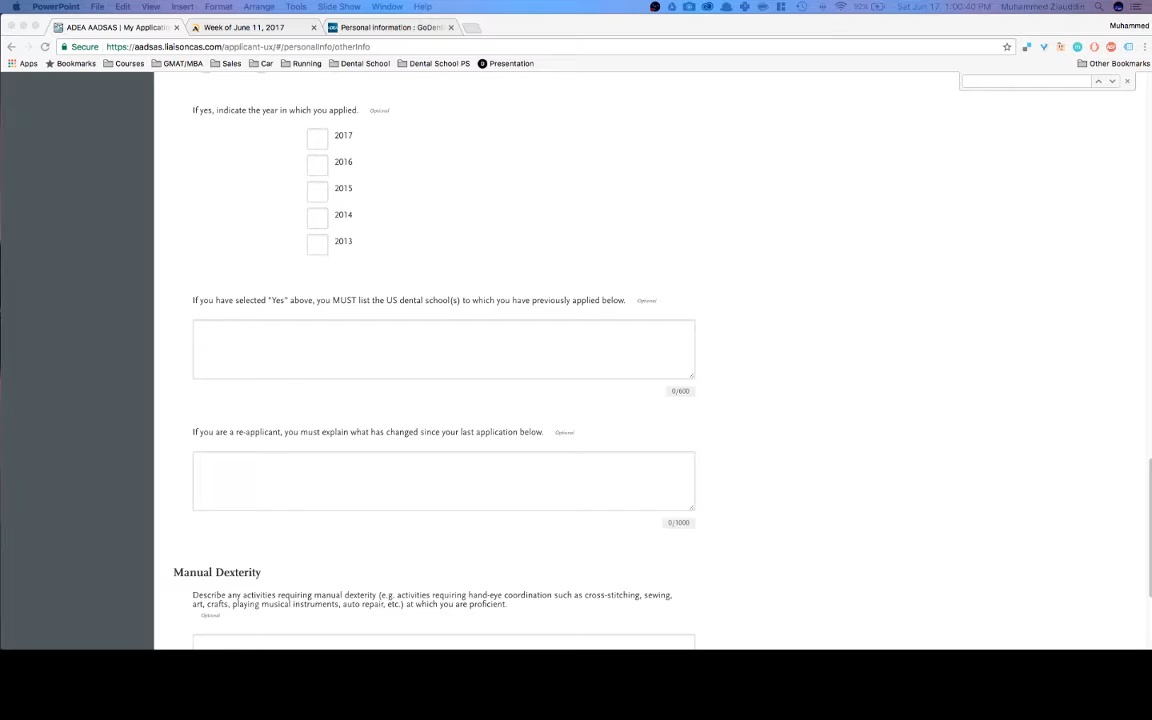 PowerPoint File Edit View Insert Format Arrange Tools Slide Show Window Help 92% Sat Jun 17 1:00:40 PM Muhammed Ziauddin
ADEA AADSAS | My Applicatio × Week of June 11, 2017 × Personal Information : GoDent × Muhammed
Secure https://aadsas.liaisoncas.com/applicant-ux/#/personalInfo/otherInfo
Apps Bookmarks Courses GMAT/MBA Sales Car Running Dental School Dental School PS Presentation Other Bookmarks
If yes, indicate the year in which you applied. Optional
2017
2016
2015
2014
2013
If you have selected "Yes" above, you MUST list the US dental school(s) to which you have previously applied below. Optional
0/600
If you are a re-applicant, you must explain what has changed since your last application below. Optional
0/1000
Manual Dexterity
Describe any activities requiring manual dexterity (e.g. activities requiring hand-eye coordination such as cross-stitching, sewing,
art, crafts, playing musical instruments, auto repair, etc.) at which you are proficient.
Optional